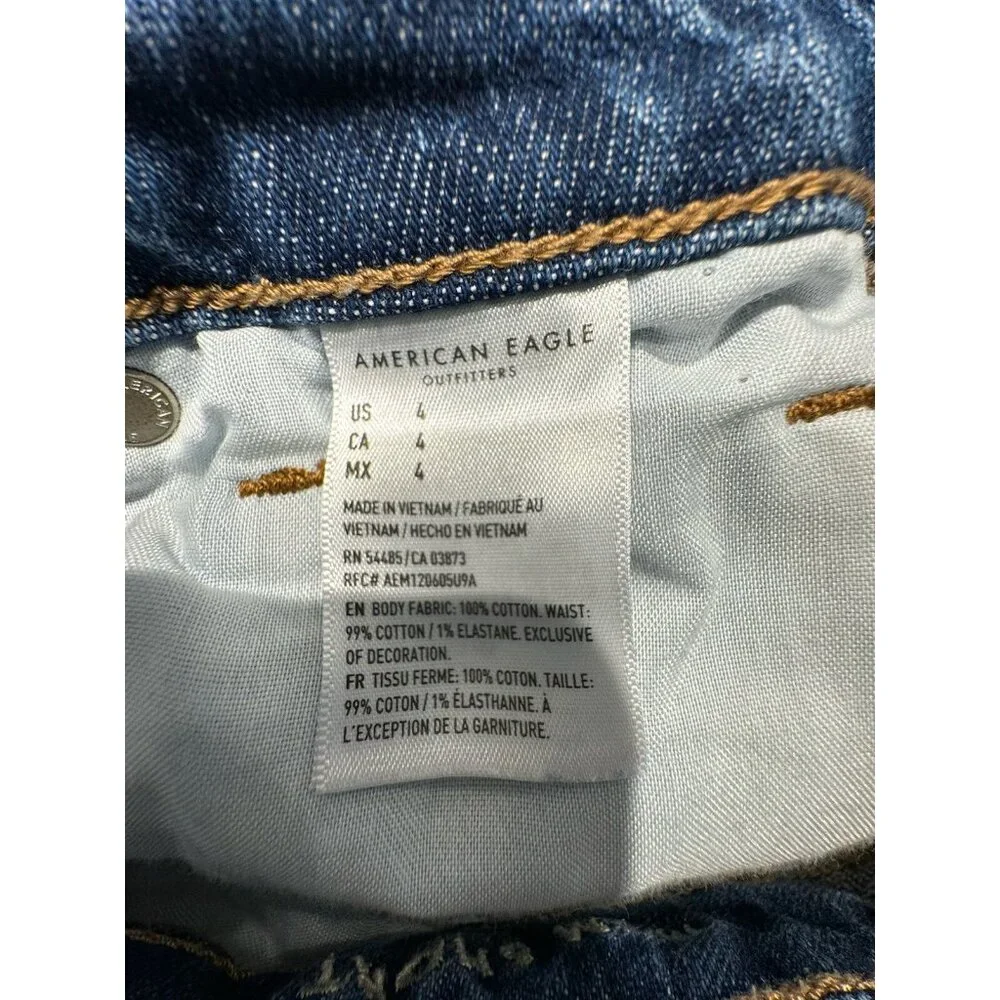 AMERICAN EAGLE
OUTFITTERS
US 4
CA 4
MX 4
MADE IN VIETNAM / FABRIQUÉ AU
VIETNAM / HECHO EN VIETNAM
RN 54485 / CA 03873
RFC# AEM120605U9A
EN BODY FABRIC: 100% COTTON. WAIST:
99% COTTON / 1% ELASTANE. EXCLUSIVE
OF DECORATION.
FR TISSU FERME: 100% COTON. TAILLE:
99% COTON / 1% ÉLASTHANNE. À
L'EXCEPTION DE LA GARNITURE.